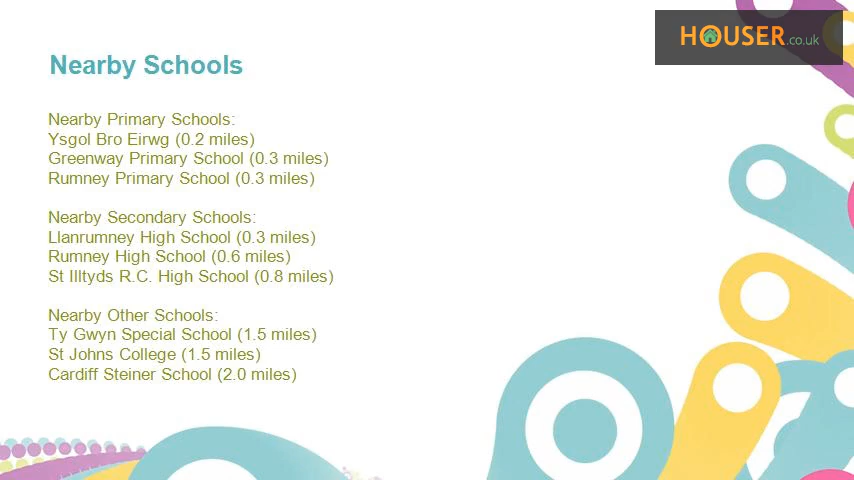 HOUSER.co.uk
Nearby Schools
Nearby Primary Schools:
Ysgol Bro Eirwg (0.2 miles)
Greenway Primary School (0.3 miles)
Rumney Primary School (0.3 miles)
Nearby Secondary Schools:
Llanrumney High School (0.3 miles)
Rumney High School (0.6 miles)
St Illtyds R.C. High School (0.8 miles)
Nearby Other Schools:
Ty Gwyn Special School (1.5 miles)
St Johns College (1.5 miles)
Cardiff Steiner School (2.0 miles)